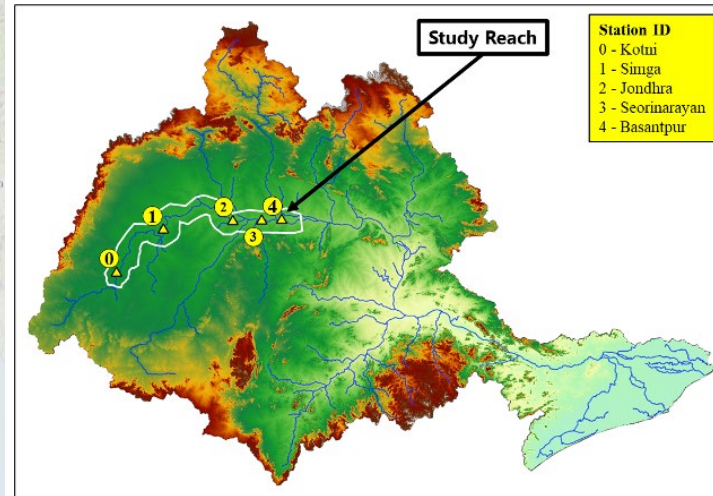 Study Reach
Station ID
0 - Kotni
1 - Simga
2 - Jondhra
3 - Seorinarayan
4 - Basantpur
0
1
2
3
4